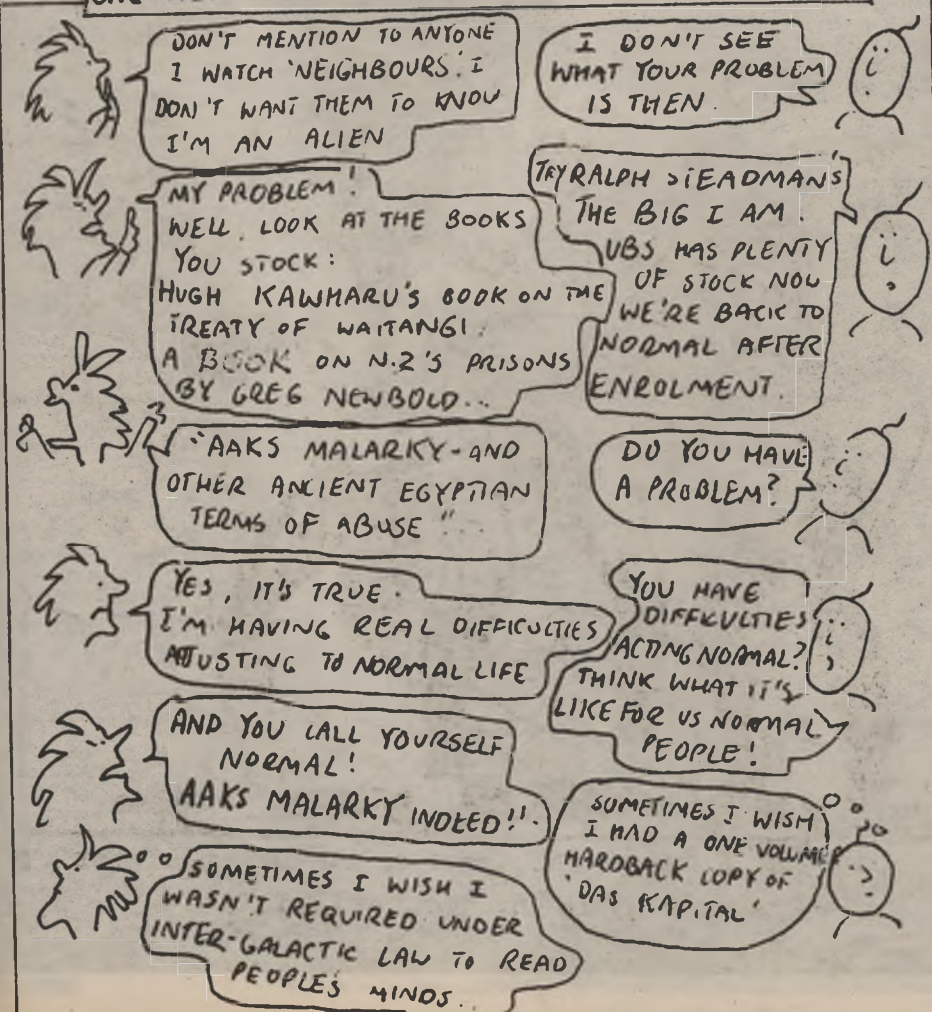 DON'T MENTION TO ANYONE
I WATCH 'NEIGHBOURS'. I
DON'T WANT THEM TO KNOW
I'M AN ALIEN
I DON'T SEE
WHAT YOUR PROBLEM
IS THEN.
MY PROBLEM!
WELL, LOOK AT THE BOOKS
YOU STOCK:
HUGH KAWHARU'S BOOK ON THE
TREATY OF WAITANGI.
A BOOK ON N.Z'S PRISONS
BY GREG NEWBOLD...
TRY RALPH STEADMAN'S
THE BIG I AM.
UBS HAS PLENTY
OF STOCK NOW
WE'RE BACK TO
NORMAL AFTER
ENROLMENT.
"AAKS MALARKY - AND
OTHER ANCIENT EGYPTIAN
TERMS OF ABUSE"...
DO YOU HAVE
A PROBLEM?
YES, IT'S TRUE.
I'M HAVING REAL DIFFICULTIES
ADJUSTING TO NORMAL LIFE
YOU HAVE
DIFFICULTIES
ACTING NORMAL?
THINK WHAT IT'S
LIKE FOR US NORMAL
PEOPLE!
AND YOU CALL YOURSELF
NORMAL!
AAKS MALARKY INDEED!!
SOMETIMES I WISH
I HAD A ONE VOLUME
HARDBACK COPY OF
'DAS KAPITAL'
SOMETIMES I WISH I
WASN'T REQUIRED UNDER
INTER-GALACTIC LAW TO READ
PEOPLE'S MINDS...